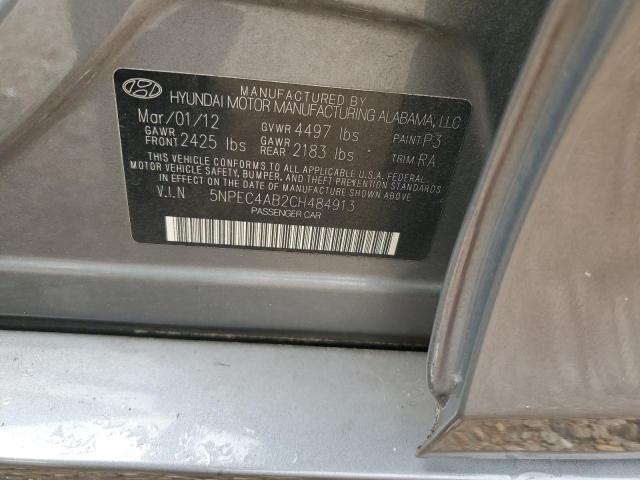 MANUFACTURED BY
HYUNDAI MOTOR MANUFACTURING ALABAMA, LLC
Mar/01/12 GVWR 4497 lbs PAINT P3
GAWR FRONT 2425 lbs GAWR REAR 2183 lbs TRIM RA
THIS VEHICLE CONFORMS TO ALL APPLICABLE U.S.A. FEDERAL
MOTOR VEHICLE SAFETY, BUMPER, AND THEFT PREVENTION STANDARDS
IN EFFECT ON THE DATE OF MANUFACTURE SHOWN ABOVE.
V.I.N 5NPEC4AB2CH484913
PASSENGER CAR